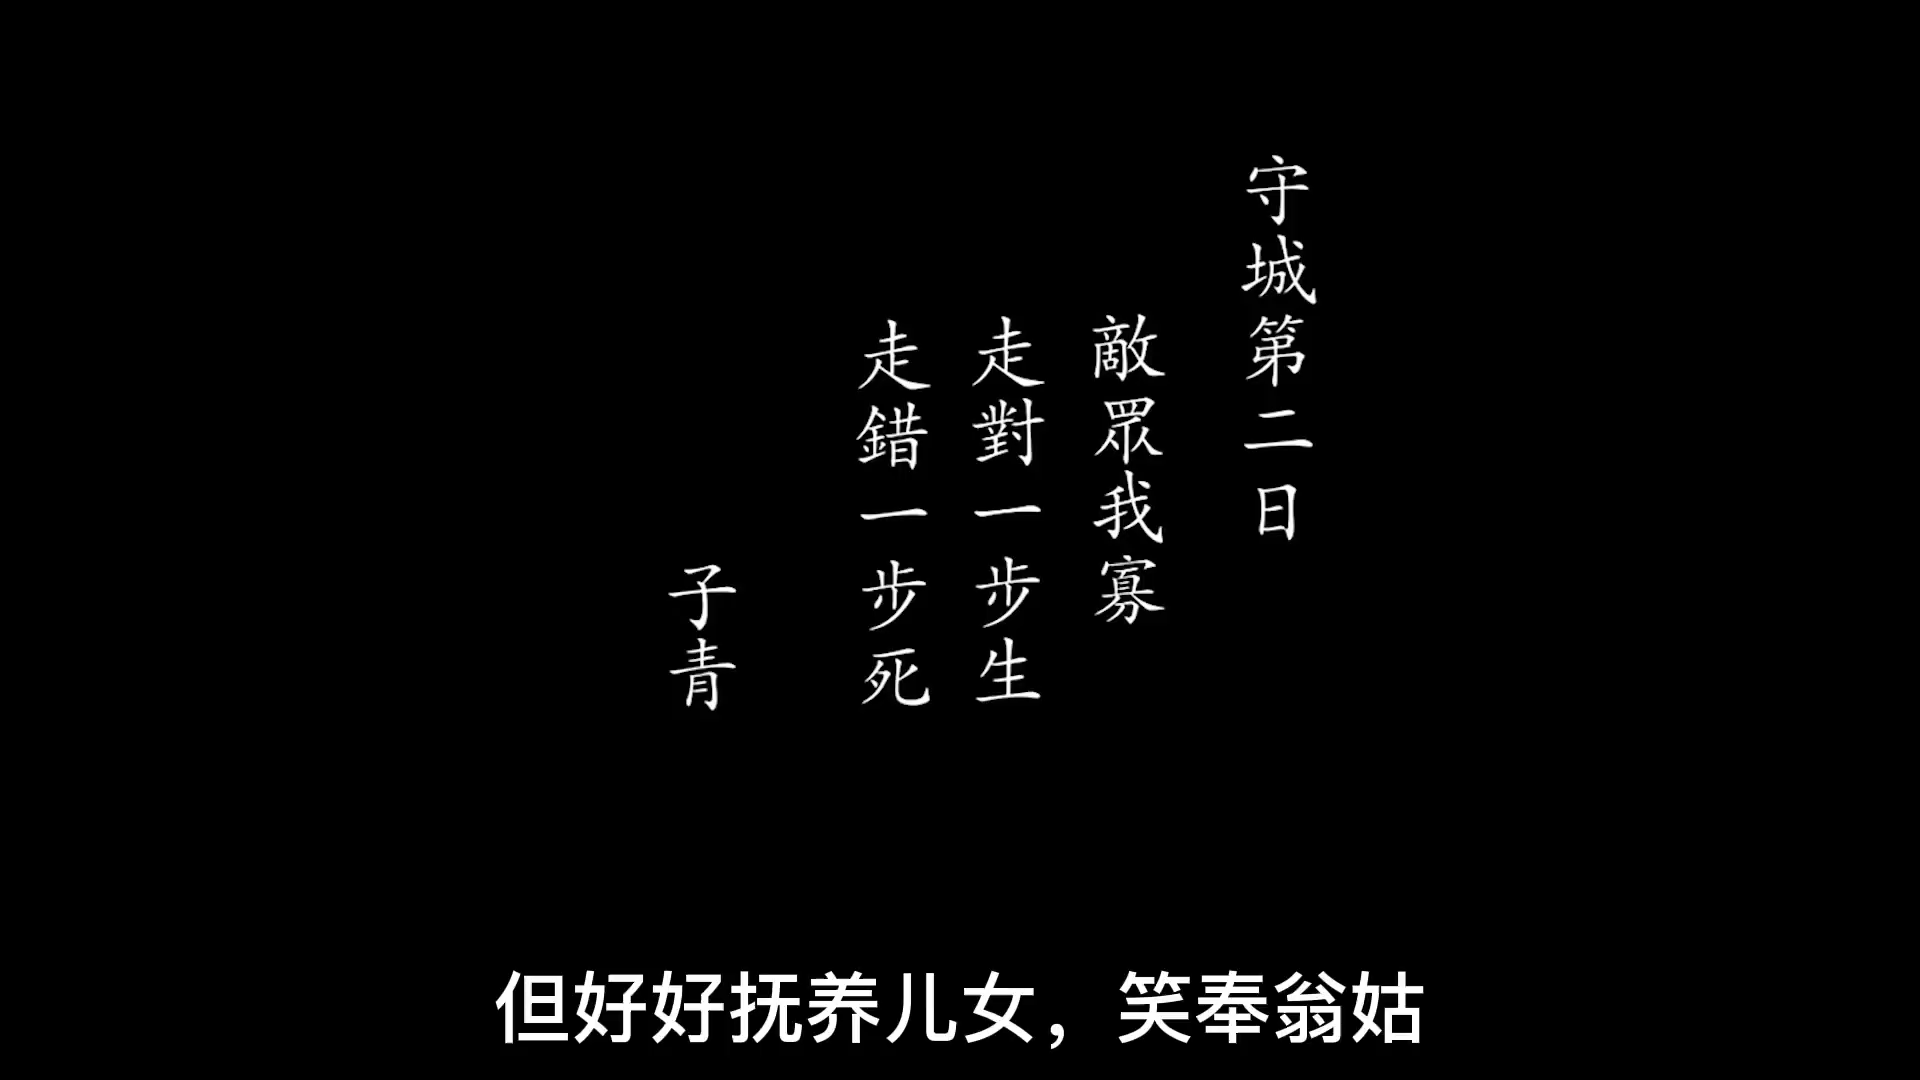 守城第二日
敵眾我寡
走對一步生
走錯一步死
子青
但好好抚养儿女，笑奉翁姑